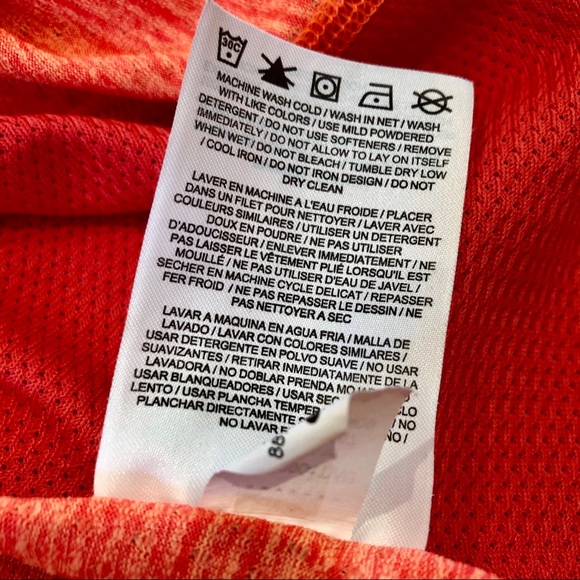 30C
MACHINE WASH COLD / WASH IN NET / WASH
WITH LIKE COLORS / USE MILD POWDERED
DETERGENT / DO NOT USE SOFTENERS / REMOVE
IMMEDIATELY / DO NOT ALLOW TO LAY ON ITSELF
WHEN WET / DO NOT BLEACH / TUMBLE DRY LOW
/ COOL IRON / DO NOT IRON DESIGN / DO NOT
DRY CLEAN
LAVER EN MACHINE A L'EAU FROIDE / PLACER
DANS UN FILET POUR NETTOYER / LAVER AVEC
COULEURS SIMILAIRES / UTILISER UN DETERGENT
DOUX EN POUDRE / NE PAS UTILISER
D'ADOUCISSEUR / ENLEVER IMMEDIATEMENT / NE
PAS LAISSER LE VÊTEMENT PLIÉ LORSQU'IL EST
MOUILLÉ / NE PAS UTILISER D'EAU DE JAVEL /
SECHER EN MACHINE CYCLE DELICAT / REPASSER
FER FROID / NE PAS REPASSER LE DESSIN / NE
PAS NETTOYER A SEC
LAVAR A MAQUINA EN AGUA FRIA / MALLA DE
LAVADO / LAVAR CON COLORES SIMILARES /
USAR DETERGENTE EN POLVO SUAVE / NO USAR
SUAVIZANTES / RETIRAR INMEDIATAMENTE DE LA
LAVADORA / NO DOBLAR PRENDA
USAR BLANQUEADORES / USAR
LENTO / USAR PLANCHA
PLANCHAR DIRECTAMENTE
NO LAVAR
88